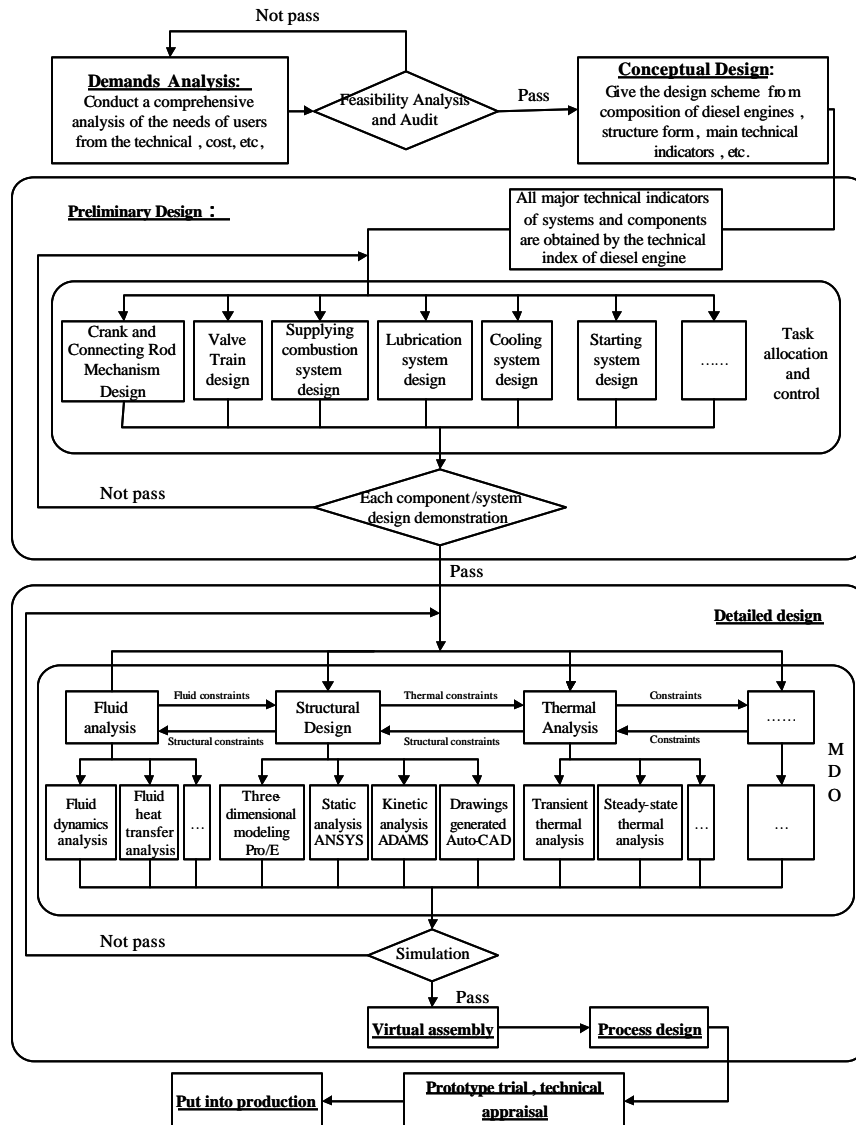 Not pass
Demands Analysis:
Conduct a comprehensive
analysis of the needs of users
from the technical , cost, etc,
Feasibility Analysis
and Audit
Pass
Conceptual Design:
Give the design scheme from
composition of diesel engines ,
structure form , main technical
indicators , etc.
Preliminary Design :
All major technical indicators
of systems and components
are obtained by the technical
index of diesel engine
Crank and
Connecting Rod
Mechanism
Design
Valve
Train
design
Supplying
combustion
system design
Lubrication
system
design
Cooling
system
design
Starting
system
design
……
Task
allocation
and
control
Not pass
Each component/system
design demonstration
Pass
Detailed design
Fluid
analysis
Fluid constraints
Structural constraints
Structural
Design
Thermal constraints
Structural constraints
Thermal
Analysis
Constraints
Constraints
……
M
D
O
Fluid
dynamics
analysis
Fluid
heat
transfer
analysis
…
Three-
dimensional
modeling
Pro/E
Static
analysis
ANSYS
Kinetic
analysis
ADAMS
Drawings
generated
Auto-CAD
Transient
thermal
analysis
Steady-state
thermal
analysis
…
…
Not pass
Simulation
Pass
Virtual assembly
Process design
Put into production
Prototype trial , technical
appraisal